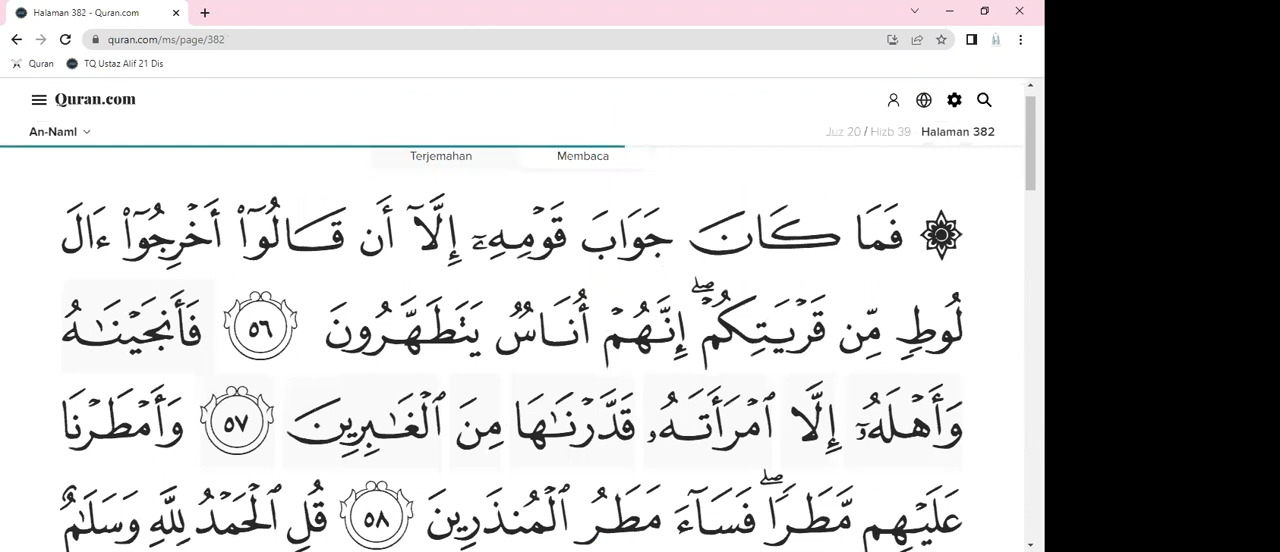 Halaman 382 - Quran.com
quran.com/ms/page/382
Quran TQ Ustaz Alif 21 Dis
Quran.com
An-Naml
Juz 20 / Hizb 39 Halaman 382
Terjemahan Membaca
۞ فَمَا كَانَ جَوَابَ قَوۡمِهِۦٓ إِلَّآ أَن قَالُوٓاْ أَخۡرِجُوٓاْ ءَالَ
لُوطٖ مِّن قَرۡيَتِكُمۡۖ إِنَّهُمۡ أُنَاسٞ يَتَطَهَّرُونَ ٥٦ فَأَنجَيۡنَٰهُ
وَأَهۡلَهُۥٓ إِلَّا ٱمۡرَأَتَهُۥ قَدَّرۡنَٰهَا مِنَ ٱلۡغَٰبِرِينَ ٥٧ وَأَمۡطَرۡنَا
عَلَيۡهِم مَّطَرٗاۖ فَسَآءَ مَطَرُ ٱلۡمُنذَرِينَ ٥٨ قُلِ ٱلۡحَمۡدُ لِلَّهِ وَسَلَٰمٌ